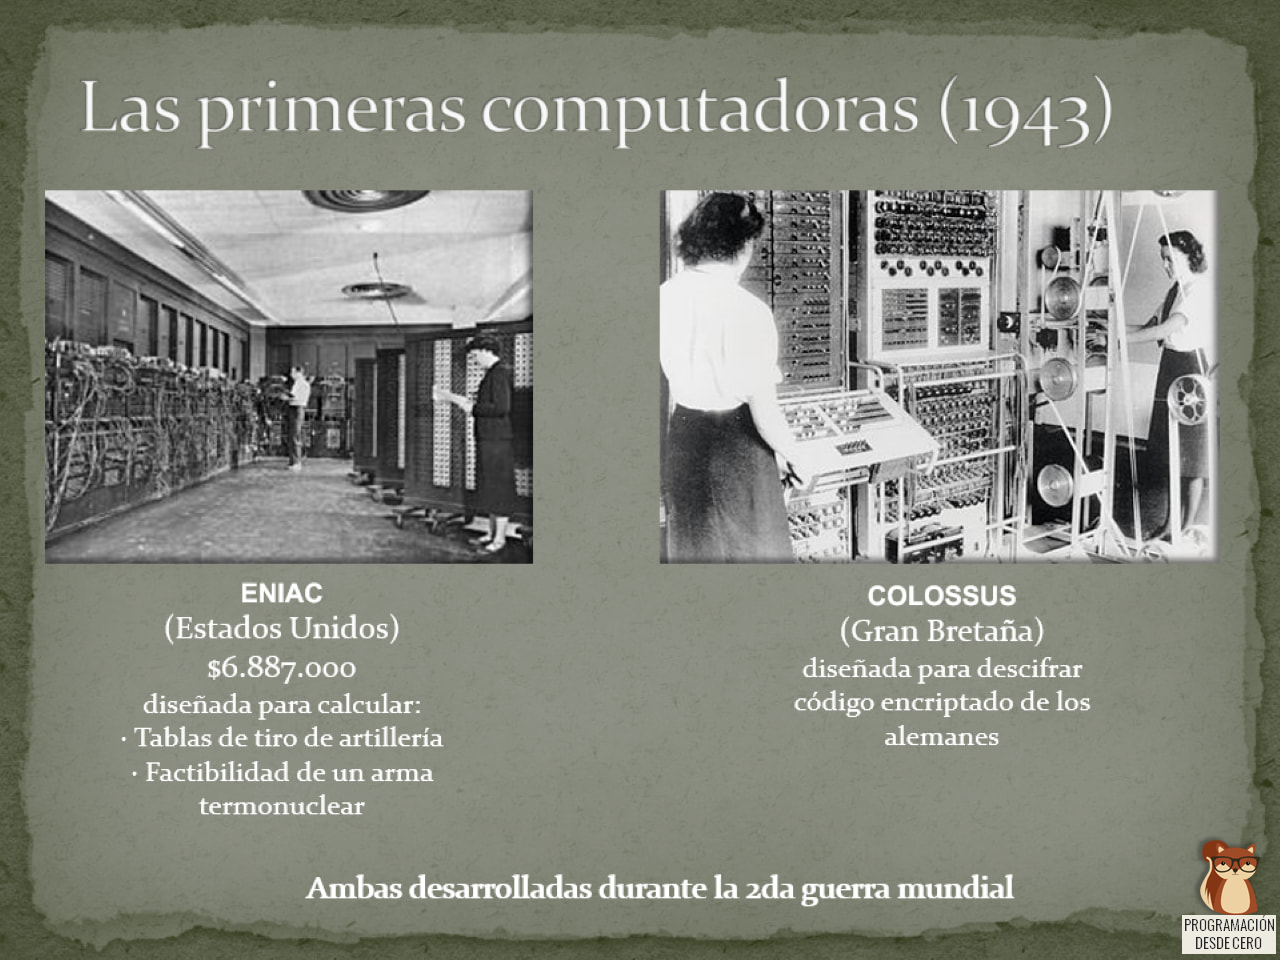 Las primeras computadoras (1943)
ENIAC
(Estados Unidos)
$6.887.000
diseñada para calcular:
· Tablas de tiro de artillería
· Factibilidad de un arma
termonuclear
COLOSSUS
(Gran Bretaña)
diseñada para descifrar
código encriptado de los
alemanes
Ambas desarrolladas durante la 2da guerra mundial
PROGRAMACIÓN
DESDE CERO